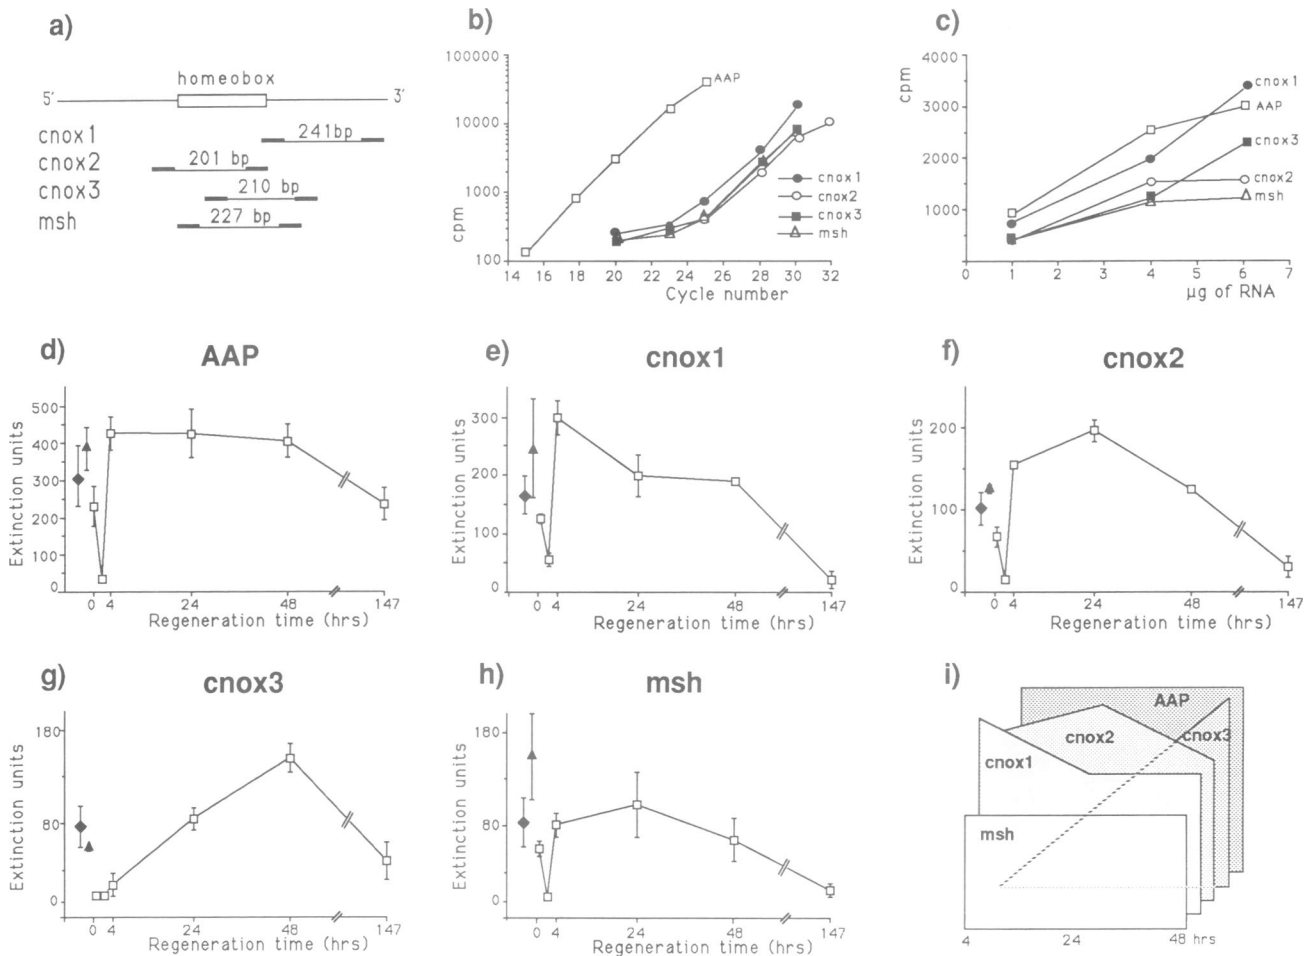 a)
homeobox
5′
3′
cnox1
241bp
cnox2
201 bp
cnox3
210 bp
msh
227 bp
b)
cpm
100000
10000
1000
100
AAP
cnox1
cnox2
cnox3
msh
14 16 18 20 22 24 26 28 30 32
Cycle number
c)
cpm
4000
3000
2000
1000
cnox1
AAP
cnox3
cnox2
msh
0 1 2 3 4 5 6 7
µg of RNA
d)
AAP
Extinction units
500
400
300
200
100
0
0 4 24 48 147
Regeneration time (hrs)
e)
cnox1
Extinction units
300
200
100
0
0 4 24 48 147
Regeneration time (hrs)
f)
cnox2
Extinction units
200
100
0
0 4 24 48 147
Regeneration time (hrs)
g)
cnox3
Extinction units
180
80
0
0 4 24 48 147
Regeneration time (hrs)
h)
msh
Extinction units
180
80
0
0 4 24 48 147
Regeneration time (hrs)
i)
AAP
cnox2
cnox3
cnox1
msh
4 24 48 hrs